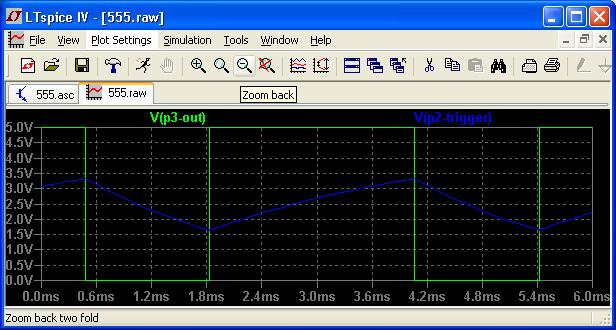 LTspice IV - [555.raw]
File View Plot Settings Simulation Tools Window Help
555.asc 555.raw
Zoom back
V(p3-out) V(p2-trigger)
5.0V
4.5V
4.0V
3.5V
3.0V
2.5V
2.0V
1.5V
1.0V
0.5V
0.0V
0.0ms 0.6ms 1.2ms 1.8ms 2.4ms 3.0ms 3.6ms 4.2ms 4.8ms 5.4ms 6.0ms
Zoom back two fold